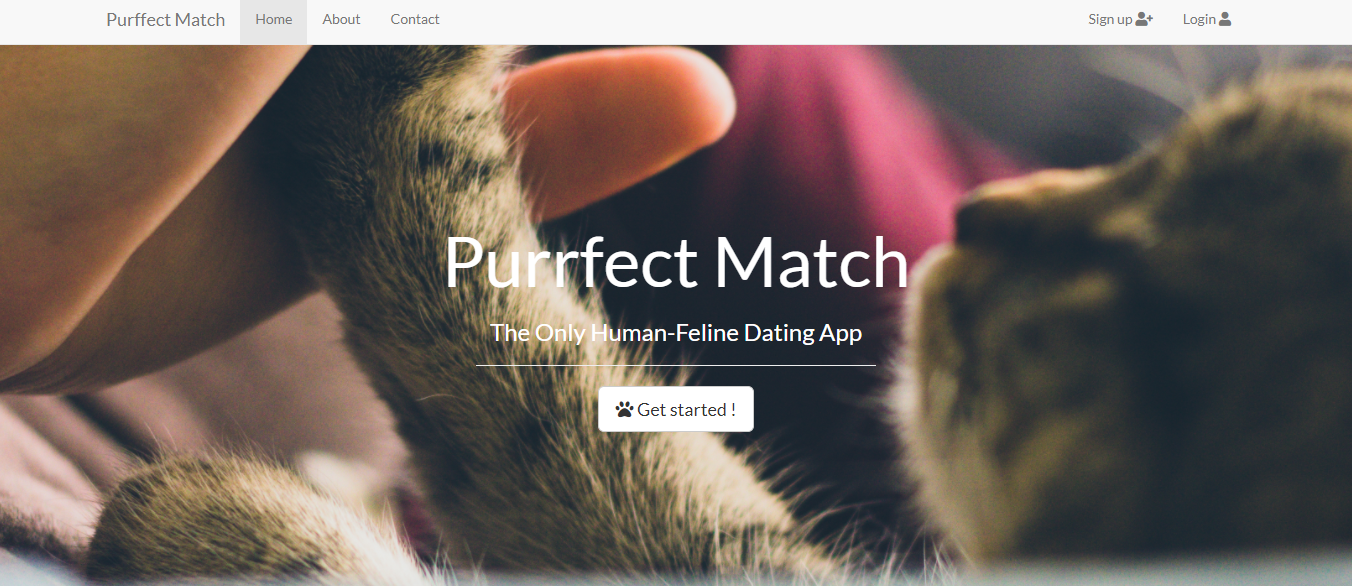 Purffect Match Home About Contact Sign up Login
Purrfect Match
The Only Human-Feline Dating App
Get started !